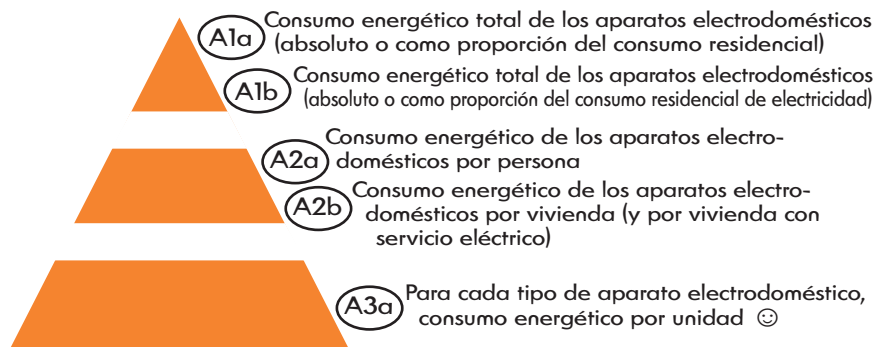 A1a Consumo energético total de los aparatos electrodomésticos
(absoluto o como proporción del consumo residencial)
A1b Consumo energético total de los aparatos electrodomésticos
(absoluto o como proporción del consumo residencial de electricidad)
A2a Consumo energético de los aparatos electro-
domésticos por persona
A2b Consumo energético de los aparatos electro-
domésticos por vivienda (y por vivienda con
servicio eléctrico)
A3a Para cada tipo de aparato electrodoméstico,
consumo energético por unidad ☺